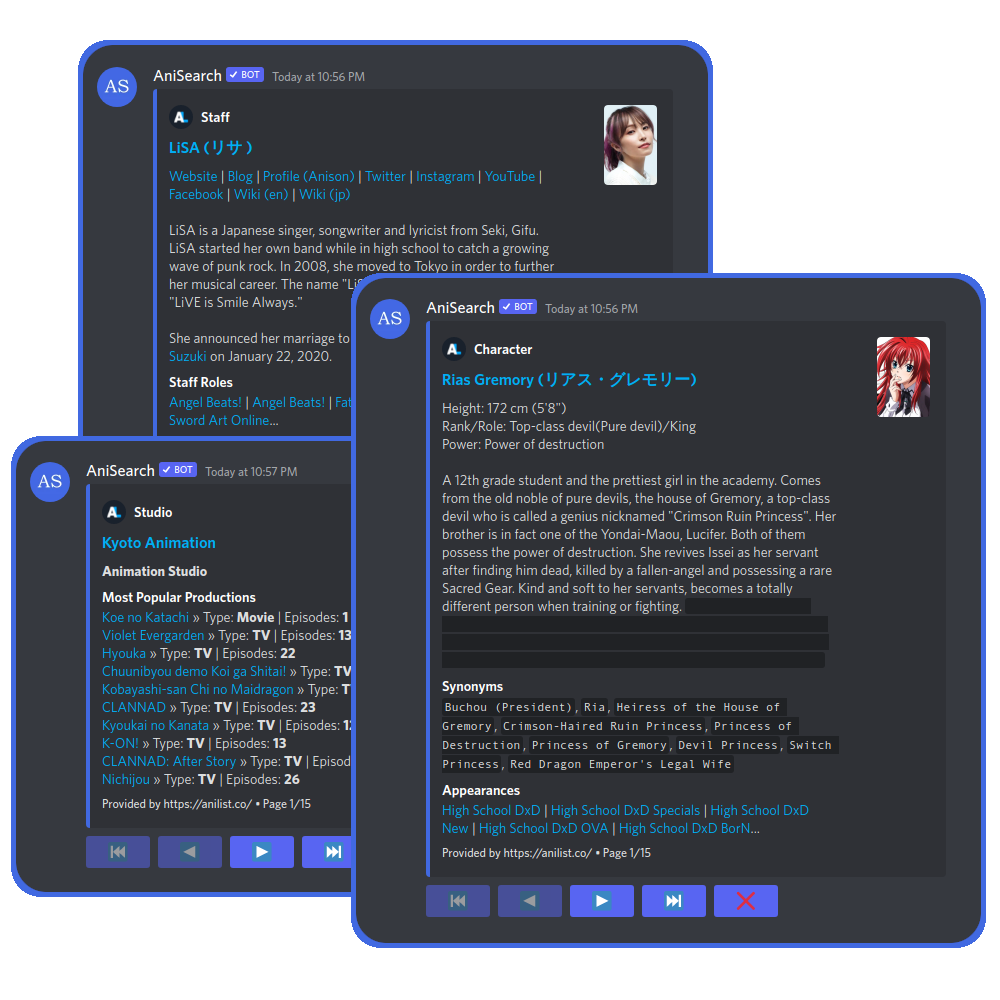 AS
AniSearch ✓ BOT Today at 10:56 PM
A. Staff
LiSA (リサ )
Website | Blog | Profile (Anison) | Twitter | Instagram | YouTube |
Facebook | Wiki (en) | Wiki (jp)
LiSA is a Japanese singer, songwriter and lyricist from Seki, Gifu.
LiSA started her own band while in high school to catch a growing
wave of punk rock. In 2008, she moved to Tokyo in order to further
her musical career. The name "Li
"LiVE is Smile Always."
She announced her marriage to
Suzuki on January 22, 2020.
Staff Roles
Angel Beats! | Angel Beats! | Fat
Sword Art Online...
AS
AniSearch ✓ BOT Today at 10:57 PM
A. Studio
Kyoto Animation
Animation Studio
Most Popular Productions
Koe no Katachi » Type: Movie | Episodes: 1
Violet Evergarden » Type: TV | Episodes: 13
Hyouka » Type: TV | Episodes: 22
Chuunibyou demo Koi ga Shitai! » Type: TV
Kobayashi-san Chi no Maidragon » Type: T
CLANNAD » Type: TV | Episodes: 23
Kyoukai no Kanata » Type: TV | Episodes: 1
K-ON! » Type: TV | Episodes: 13
CLANNAD: After Story » Type: TV | Episod
Nichijou » Type: TV | Episodes: 26
Provided by https://anilist.co/ • Page 1/15
AS
AniSearch ✓ BOT Today at 10:56 PM
A. Character
Rias Gremory (リアス・グレモリー)
Height: 172 cm (5'8")
Rank/Role: Top-class devil(Pure devil)/King
Power: Power of destruction
A 12th grade student and the prettiest girl in the academy. Comes
from the old noble of pure devils, the house of Gremory, a top-class
devil who is called a genius nicknamed "Crimson Ruin Princess". Her
brother is in fact one of the Yondai-Maou, Lucifer. Both of them
possess the power of destruction. She revives Issei as her servant
after finding him dead, killed by a fallen-angel and possessing a rare
Sacred Gear. Kind and soft to her servants, becomes a totally
different person when training or fighting.
Synonyms
Buchou (President), Ria, Heiress of the House of
Gremory, Crimson-Haired Ruin Princess, Princess of
Destruction, Princess of Gremory, Devil Princess, Switch
Princess, Red Dragon Emperor's Legal Wife
Appearances
High School DxD | High School DxD Specials | High School DxD
New | High School DxD OVA | High School DxD BorN...
Provided by https://anilist.co/ • Page 1/15